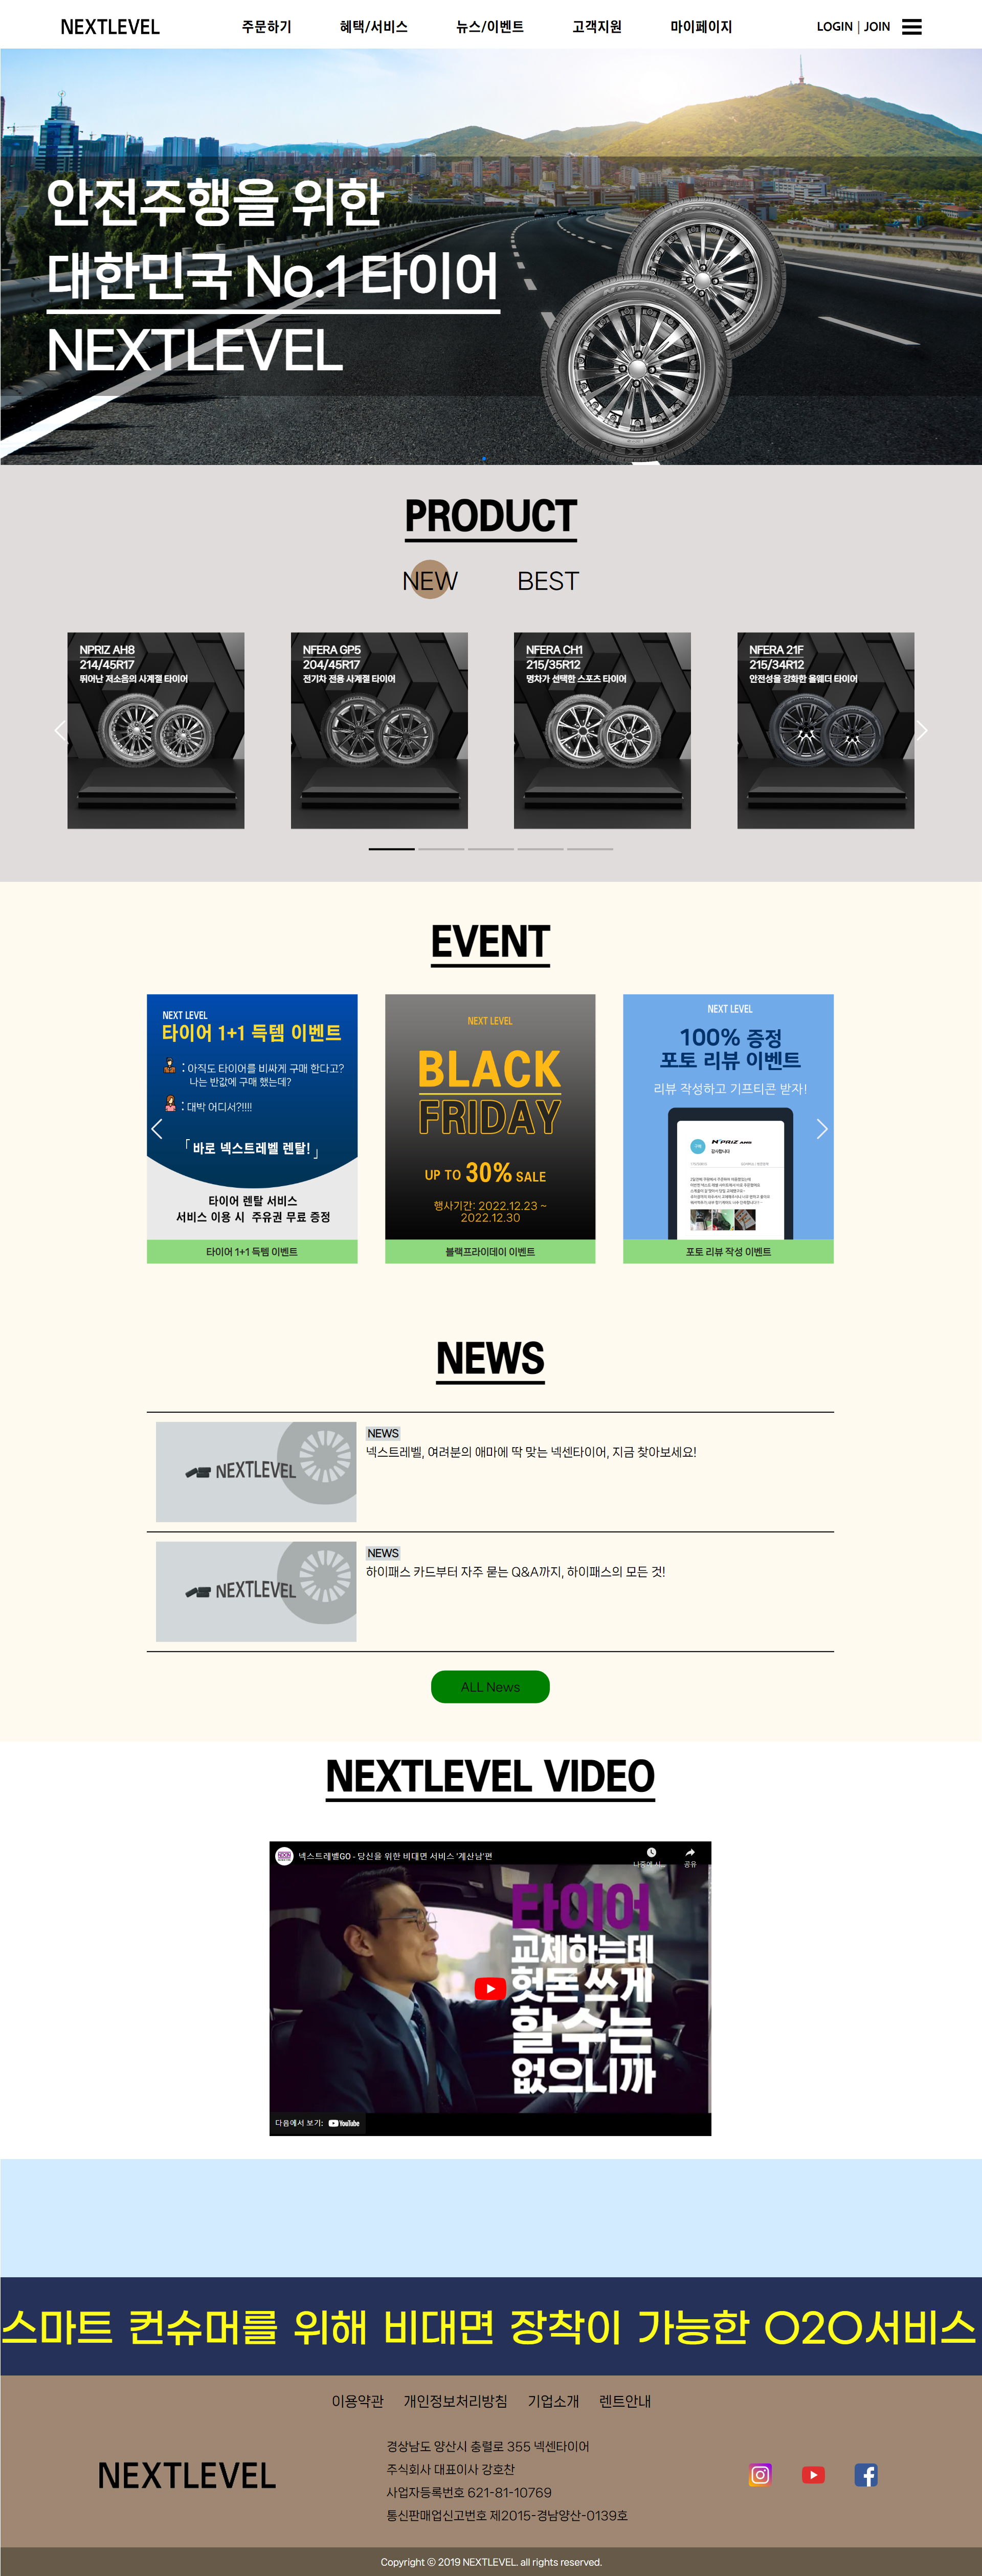 NEXTLEVEL
주문하기
혜택/서비스
뉴스/이벤트
고객지원
마이페이지
LOGIN | JOIN
안전주행을 위한
대한민국 No.1 타이어
NEXTLEVEL
PRODUCT
NEW
BEST
NPRIZ AH8
214/45R17
뛰어난 저소음의 사계절 타이어
NFERA GP5
204/45R17
전기차 전용 사계절 타이어
NFERA CH1
215/35R12
명차가 선택한 스포츠 타이어
NFERA 21F
215/34R12
안전성을 강화한 올웨더 타이어
EVENT
NEXT LEVEL
타이어 1+1 득템 이벤트
: 아직도 타이어를 비싸게 구매 한다고?
나는 반값에 구매 했는데?
: 대박 어디서?!!!!
「 바로 넥스트레벨 렌탈! 」
타이어 렌탈 서비스
서비스 이용 시 주유권 무료 증정
타이어 1+1 득템 이벤트
NEXT LEVEL
BLACK
FRIDAY
UP TO 30% SALE
행사기간: 2022.12.23 ~
2022.12.30
블랙프라이데이 이벤트
NEXT LEVEL
100% 증정
포토 리뷰 이벤트
리뷰 작성하고 기프티콘 받자!
N'PRIZ AH8
감사합니다
포토 리뷰 작성 이벤트
NEWS
NEXTLEVEL
NEWS
넥스트레벨, 여러분의 애마에 딱 맞는 넥센타이어, 지금 찾아보세요!
NEXTLEVEL
NEWS
하이패스 카드부터 자주 묻는 Q&A까지, 하이패스의 모든 것!
ALL News
NEXTLEVEL VIDEO
넥스트레벨GO - 당신을 위한 비대면 서비스 '계산남'편
나중에 시...
공유
타이어
교체하는데
헛돈 쓰게
할 수는
없으니까
다음에서 보기: YouTube
스마트 컨슈머를 위해 비대면 장착이 가능한 O2O서비스
이용약관
개인정보처리방침
기업소개
렌트안내
NEXTLEVEL
경상남도 양산시 충렬로 355 넥센타이어
주식회사 대표이사 강호찬
사업자등록번호 621-81-10769
통신판매업신고번호 제2015-경남양산-0139호
Copyright ⓒ 2019 NEXTLEVEL. all rights reserved.